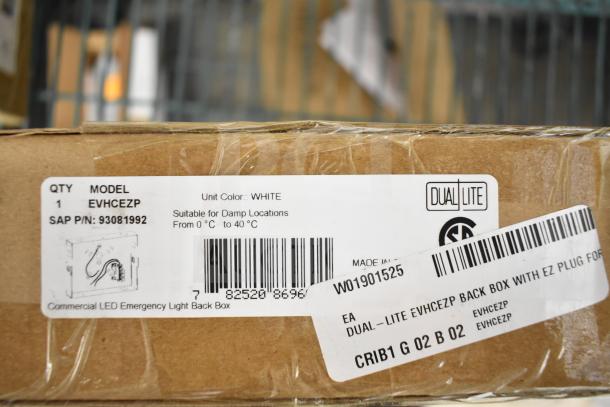 QTY MODEL
1 EVHCEZP
SAP P/N: 93081992
Unit Color: WHITE
Suitable for Damp Locations
From 0 °C to 40 °C
DUAL LITE
MADE IN
7 82520 8696
Commercial LED Emergency Light Back Box
W01901525
EA
DUAL-LITE EVHCEZP BACK BOX WITH EZ PLUG FOR
EVHCEZP
CRIB1 G 02 B 02 EVHCEZP